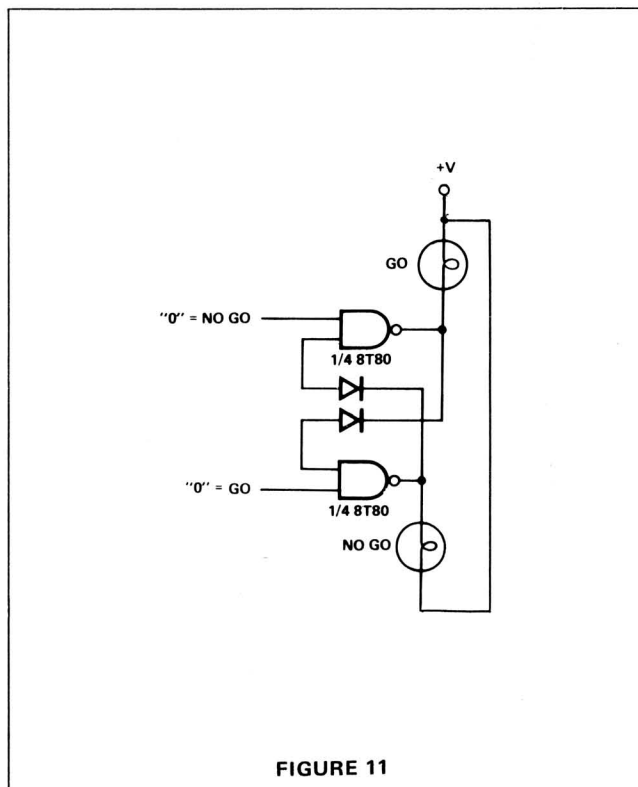 +V
GO
"0" = NO GO
1/4 8T80
"0" = GO
1/4 8T80
NO GO
FIGURE 11